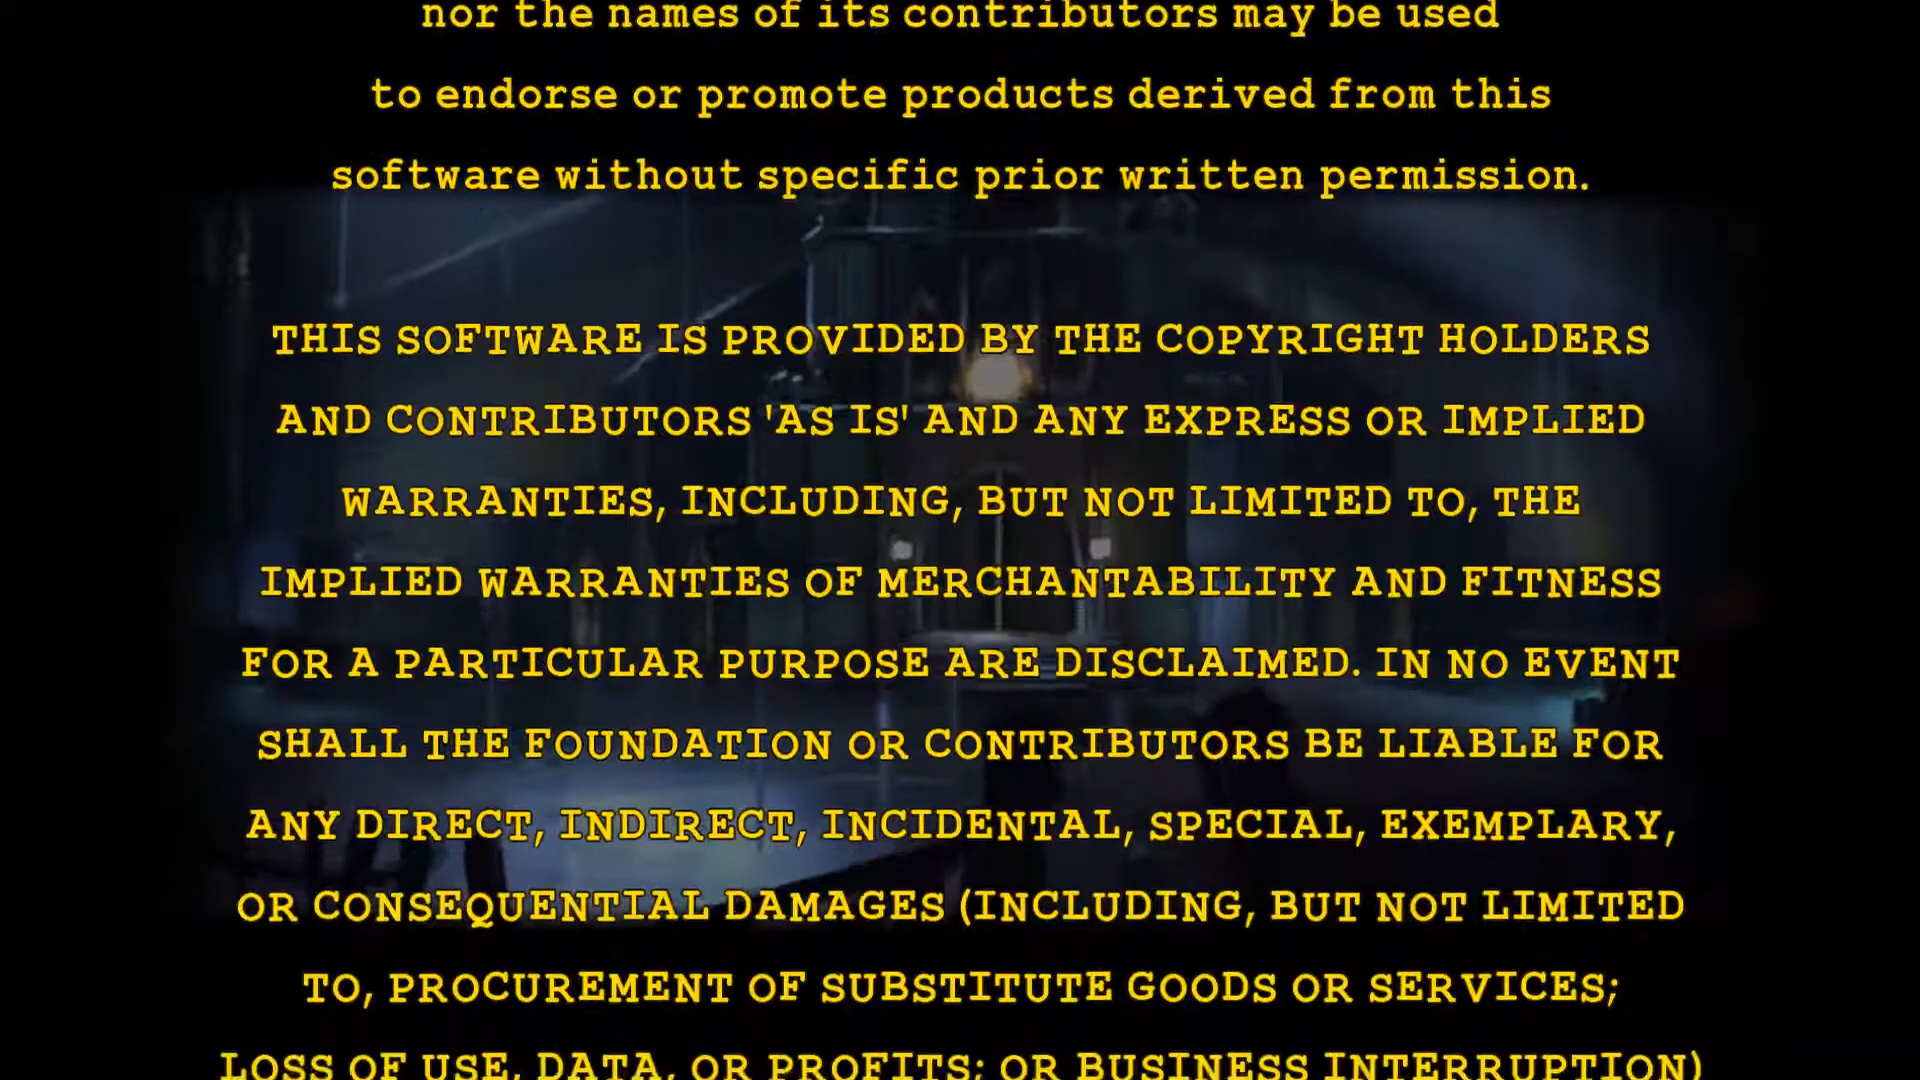 nor the names of its contributors may be used
to endorse or promote products derived from this
software without specific prior written permission.
THIS SOFTWARE IS PROVIDED BY THE COPYRIGHT HOLDERS
AND CONTRIBUTORS 'AS IS' AND ANY EXPRESS OR IMPLIED
WARRANTIES, INCLUDING, BUT NOT LIMITED TO, THE
IMPLIED WARRANTIES OF MERCHANTABILITY AND FITNESS
FOR A PARTICULAR PURPOSE ARE DISCLAIMED. IN NO EVENT
SHALL THE FOUNDATION OR CONTRIBUTORS BE LIABLE FOR
ANY DIRECT, INDIRECT, INCIDENTAL, SPECIAL, EXEMPLARY,
OR CONSEQUENTIAL DAMAGES (INCLUDING, BUT NOT LIMITED
TO, PROCUREMENT OF SUBSTITUTE GOODS OR SERVICES;
LOSS OF USE, DATA, OR PROFITS; OR BUSINESS INTERRUPTION)